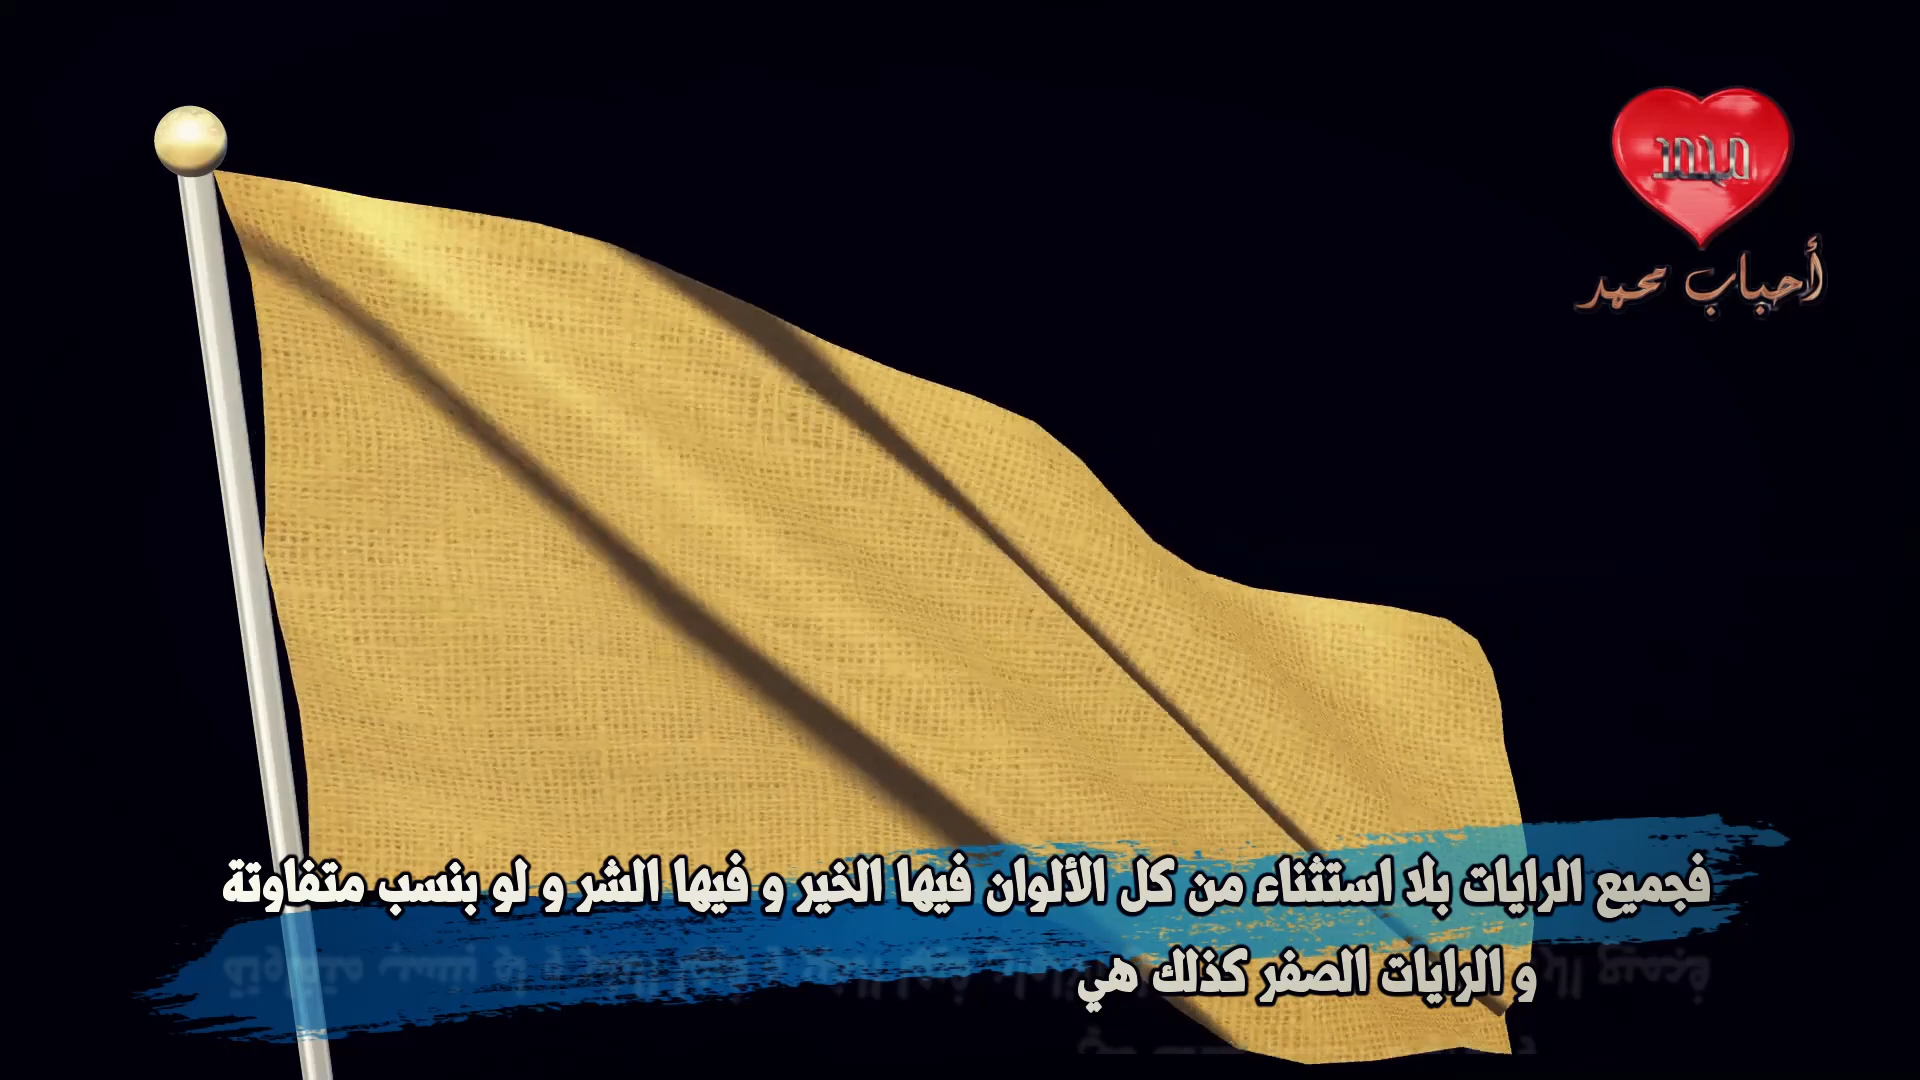 محمد
أحباب محمد
فجميع الرايات بلا استثناء من كل الألوان فيها الخير و فيها الشر و لو بنسب متفاوتة
و الرايات الصفر كذلك هي